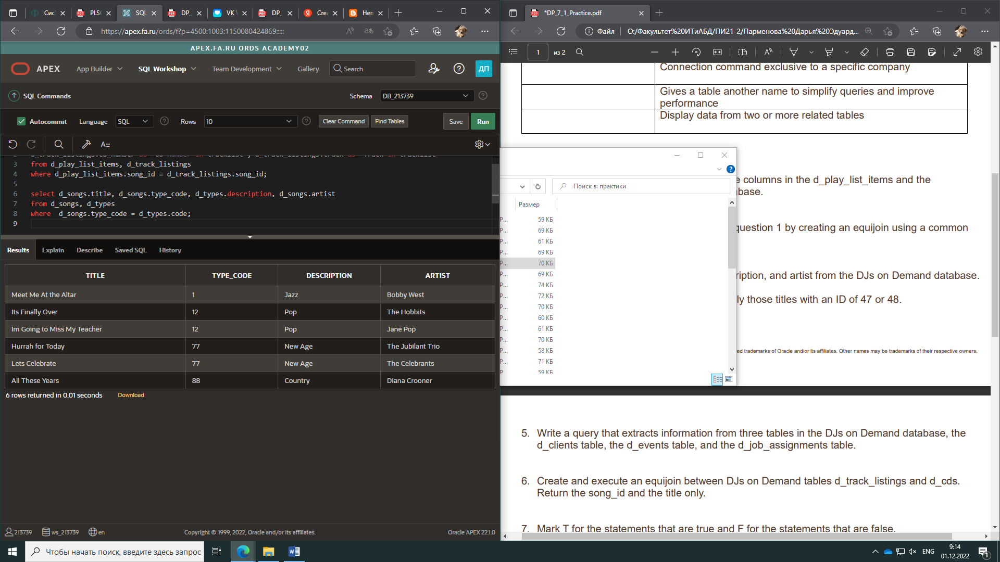 Сис
PLSQ
SQL
DP_
VK W
DP_
Crea
Her
https://apex.fa.ru/ords/f?p=4500:1003:1150080424869:::::
APEX.FA.RU ORDS ACADEMY02
APEX App Builder SQL Workshop Team Development Gallery Search ДП
SQL Commands Schema DB_213739
Autocommit Language SQL Rows 10 Clear Command Find Tables Save Run
3 from d_play_list_items, d_track_listings
4 where d_play_list_items.song_id = d_track_listings.song_id;
5
6 select d_songs.title, d_songs.type_code, d_types.description, d_songs.artist
7 from d_songs, d_types
8 where d_songs.type_code = d_types.code;
9
Results Explain Describe Saved SQL History
TITLE TYPE_CODE DESCRIPTION ARTIST
Meet Me At the Altar 1 Jazz Bobby West
Its Finally Over 12 Pop The Hobbits
Im Going to Miss My Teacher 12 Pop Jane Pop
Hurrah for Today 77 New Age The Jubilant Trio
Lets Celebrate 77 New Age The Celebrants
All These Years 88 Country Diana Crooner
6 rows returned in 0.01 seconds Download
213739 ws_213739 en Copyright © 1999, 2022, Oracle and/or its affiliates. Oracle APEX 22.1.0
*DP_7_1_Practice.pdf
Файл O:/Факультет%20ИТиАБД/ПИ21-2/Парменова%20Дарья%20Эдуард...
1 из 2
Connection command exclusive to a specific company
Gives a table another name to simplify queries and improve
performance
Display data from two or more related tables
e columns in the d_play_list_items and the
base.
question 1 by creating an equijoin using a common
ription, and artist from the DJs on Demand database.
ly those titles with an ID of 47 or 48.
ed trademarks of Oracle and/or its affiliates. Other names may be trademarks of their respective owners.
Поиск в: практики
Размер
P... 59 КБ
P... 69 КБ
P... 61 КБ
P... 69 КБ
P... 70 КБ
P... 69 КБ
P... 74 КБ
P... 72 КБ
P... 70 КБ
P... 60 КБ
P... 61 КБ
P... 70 КБ
P... 58 КБ
P... 71 КБ
P 59 КБ
5. Write a query that extracts information from three tables in the DJs on Demand database, the
d_clients table, the d_events table, and the d_job_assignments table.
6. Create and execute an equijoin between DJs on Demand tables d_track_listings and d_cds.
Return the song_id and the title only.
7. Mark T for the statements that are true and F for the statements that are false.
Чтобы начать поиск, введите здесь запрос
ENG
9:14
01.12.2022
1